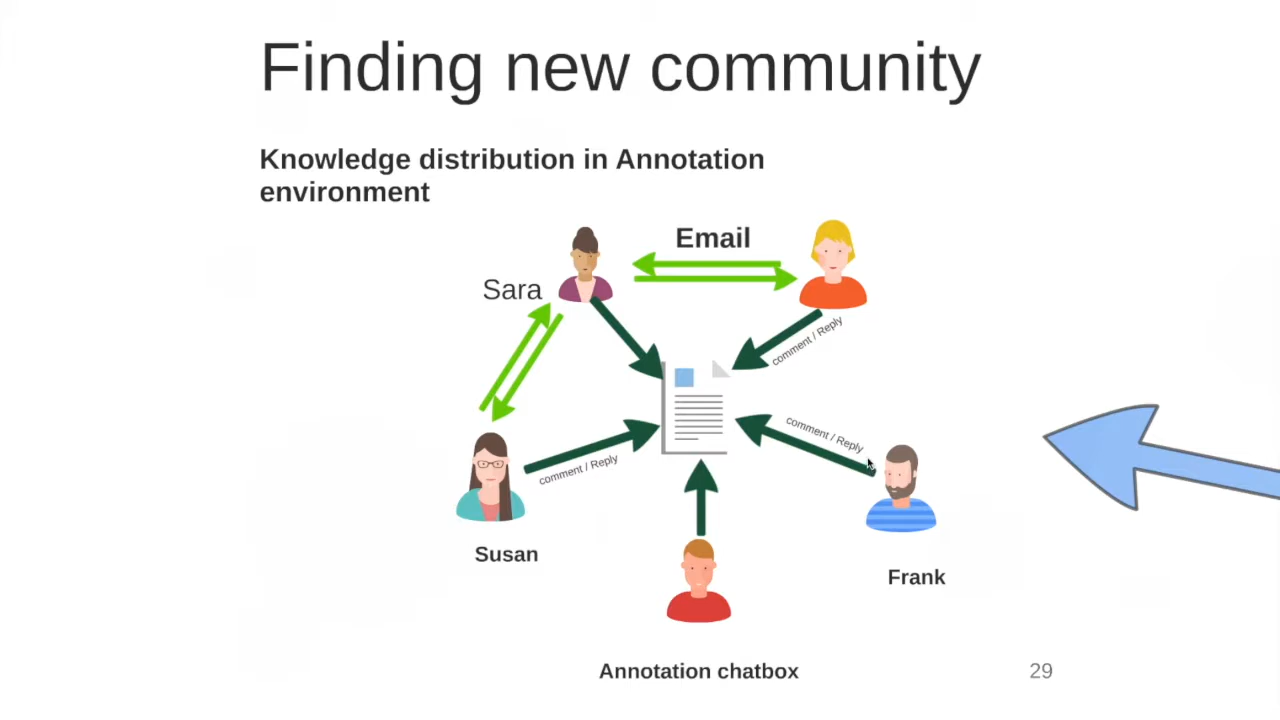 Finding new community
Knowledge distribution in Annotation
environment
Email
Sara
comment / Reply
comment / Reply
comment / Reply
Susan
Frank
Annotation chatbox
29